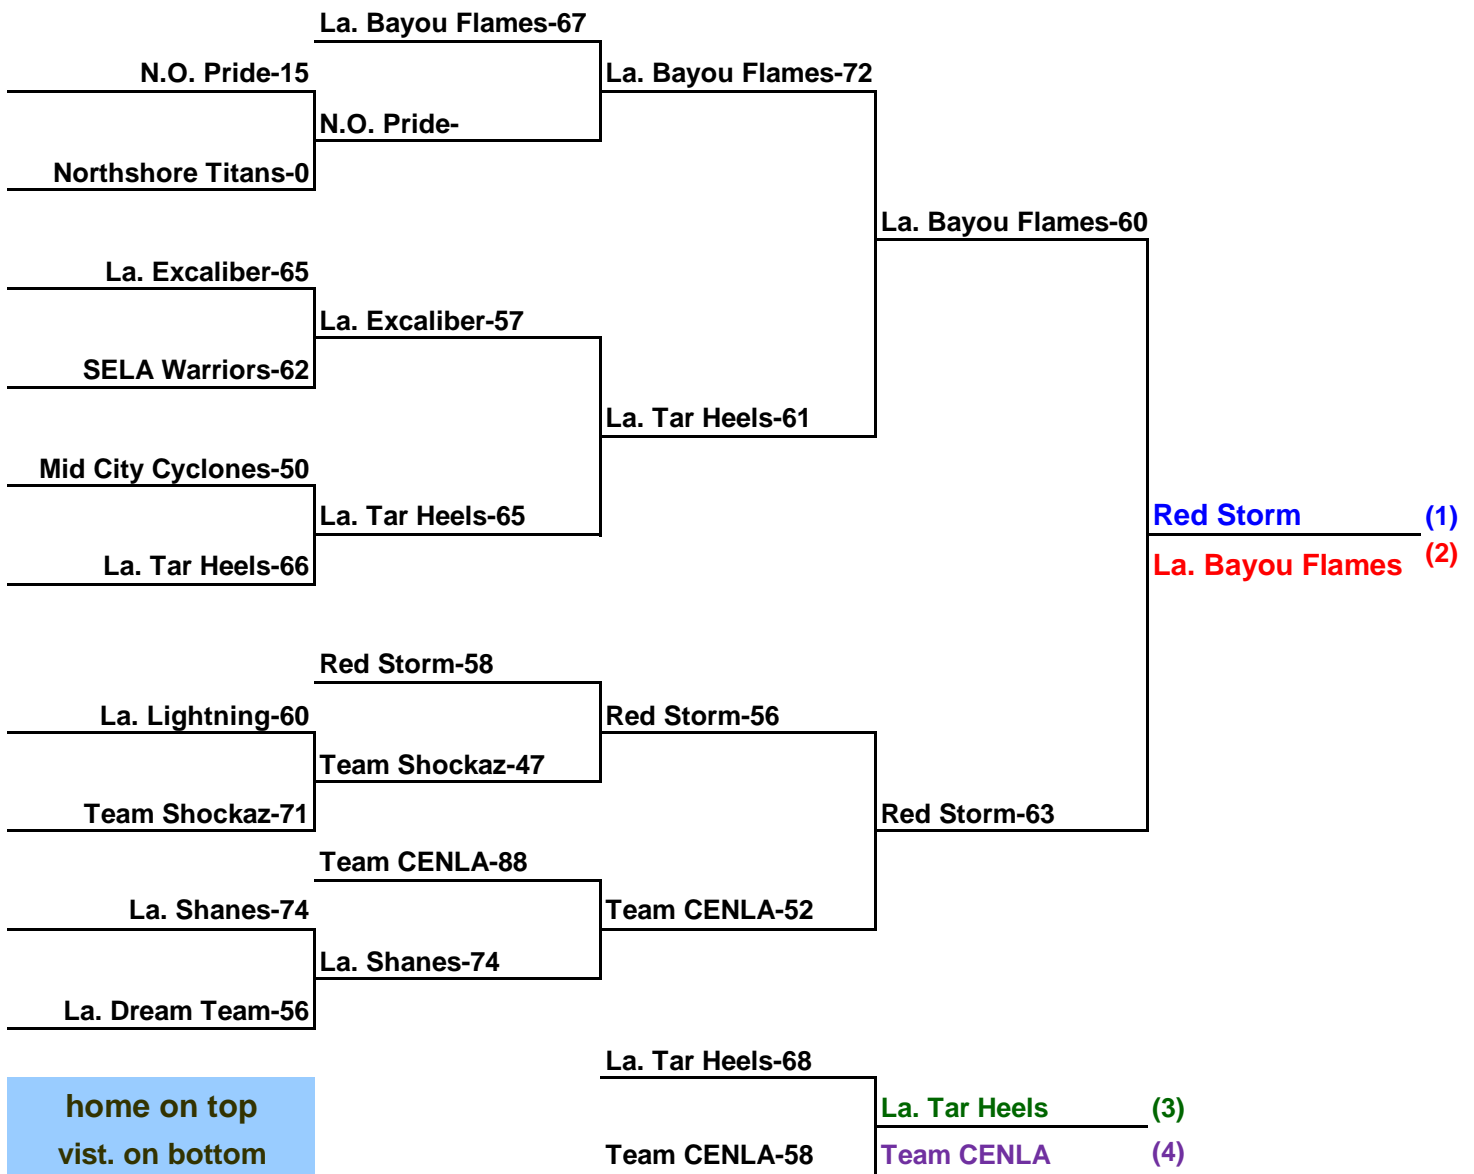 La. Bayou Flames-67
N.O. Pride-15
La. Bayou Flames-72
N.O. Pride-
Northshore Titans-0
La. Bayou Flames-60
La. Excaliber-65
La. Excaliber-57
SELA Warriors-62
La. Tar Heels-61
Mid City Cyclones-50
La. Tar Heels-65
Red Storm (1)
La. Tar Heels-66
La. Bayou Flames (2)
Red Storm-58
La. Lightning-60
Red Storm-56
Team Shockaz-47
Team Shockaz-71
Red Storm-63
Team CENLA-88
La. Shanes-74
Team CENLA-52
La. Shanes-74
La. Dream Team-56
La. Tar Heels-68
home on top
La. Tar Heels (3)
vist. on bottom
Team CENLA-58
Team CENLA (4)